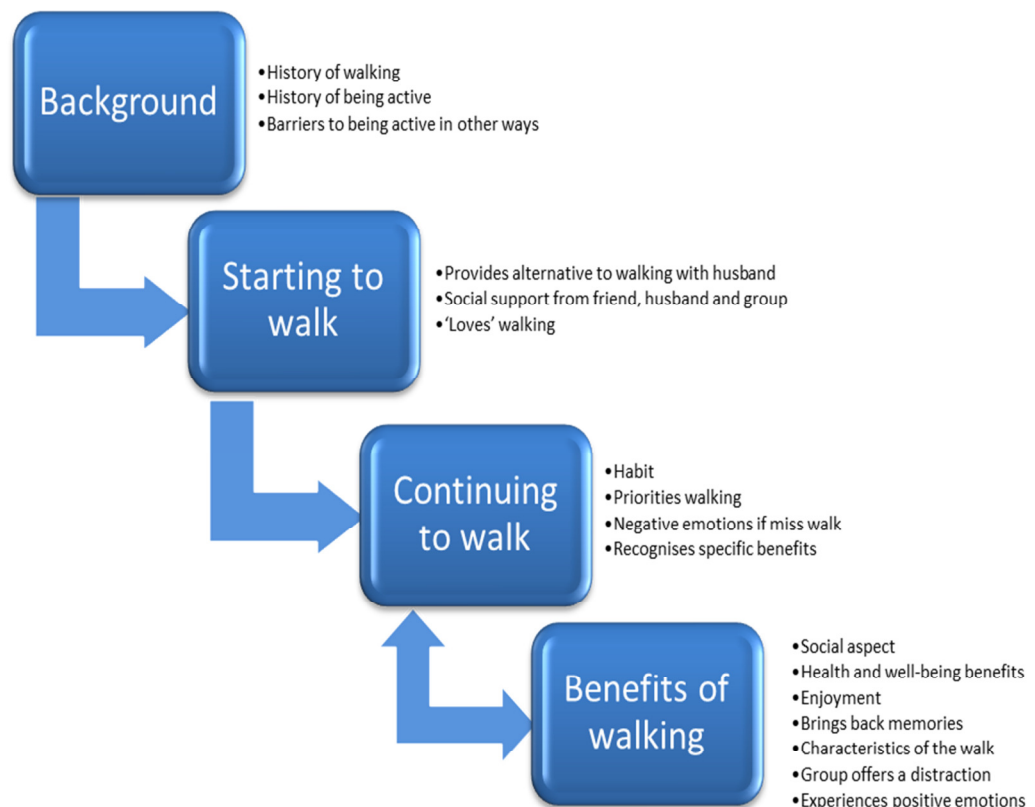 Background
•History of walking
•History of being active
•Barriers to being active in other ways
Starting to
walk
•Provides alternative to walking with husband
•Social support from friend, husband and group
•‘Loves’ walking
Continuing
to walk
•Habit
•Priorities walking
•Negative emotions if miss walk
•Recognises specific benefits
Benefits of
walking
•Social aspect
•Health and well-being benefits
•Enjoyment
•Brings back memories
•Characteristics of the walk
•Group offers a distraction
•Experiences positive emotions